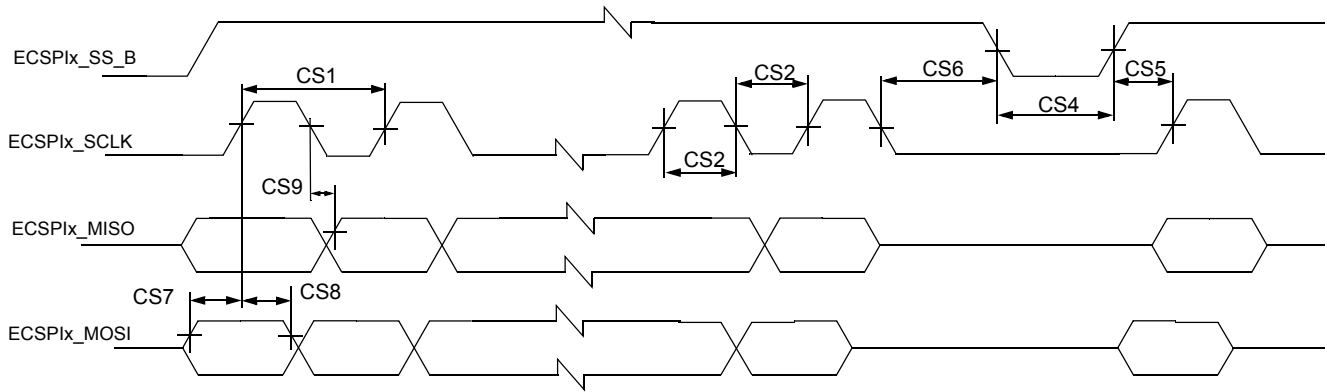 ECSPIx_SS_B
CS1
CS2
CS6
CS5
CS4
ECSPIx_SCLK
CS2
CS9
ECSPIx_MISO
CS7
CS8
ECSPIx_MOSI